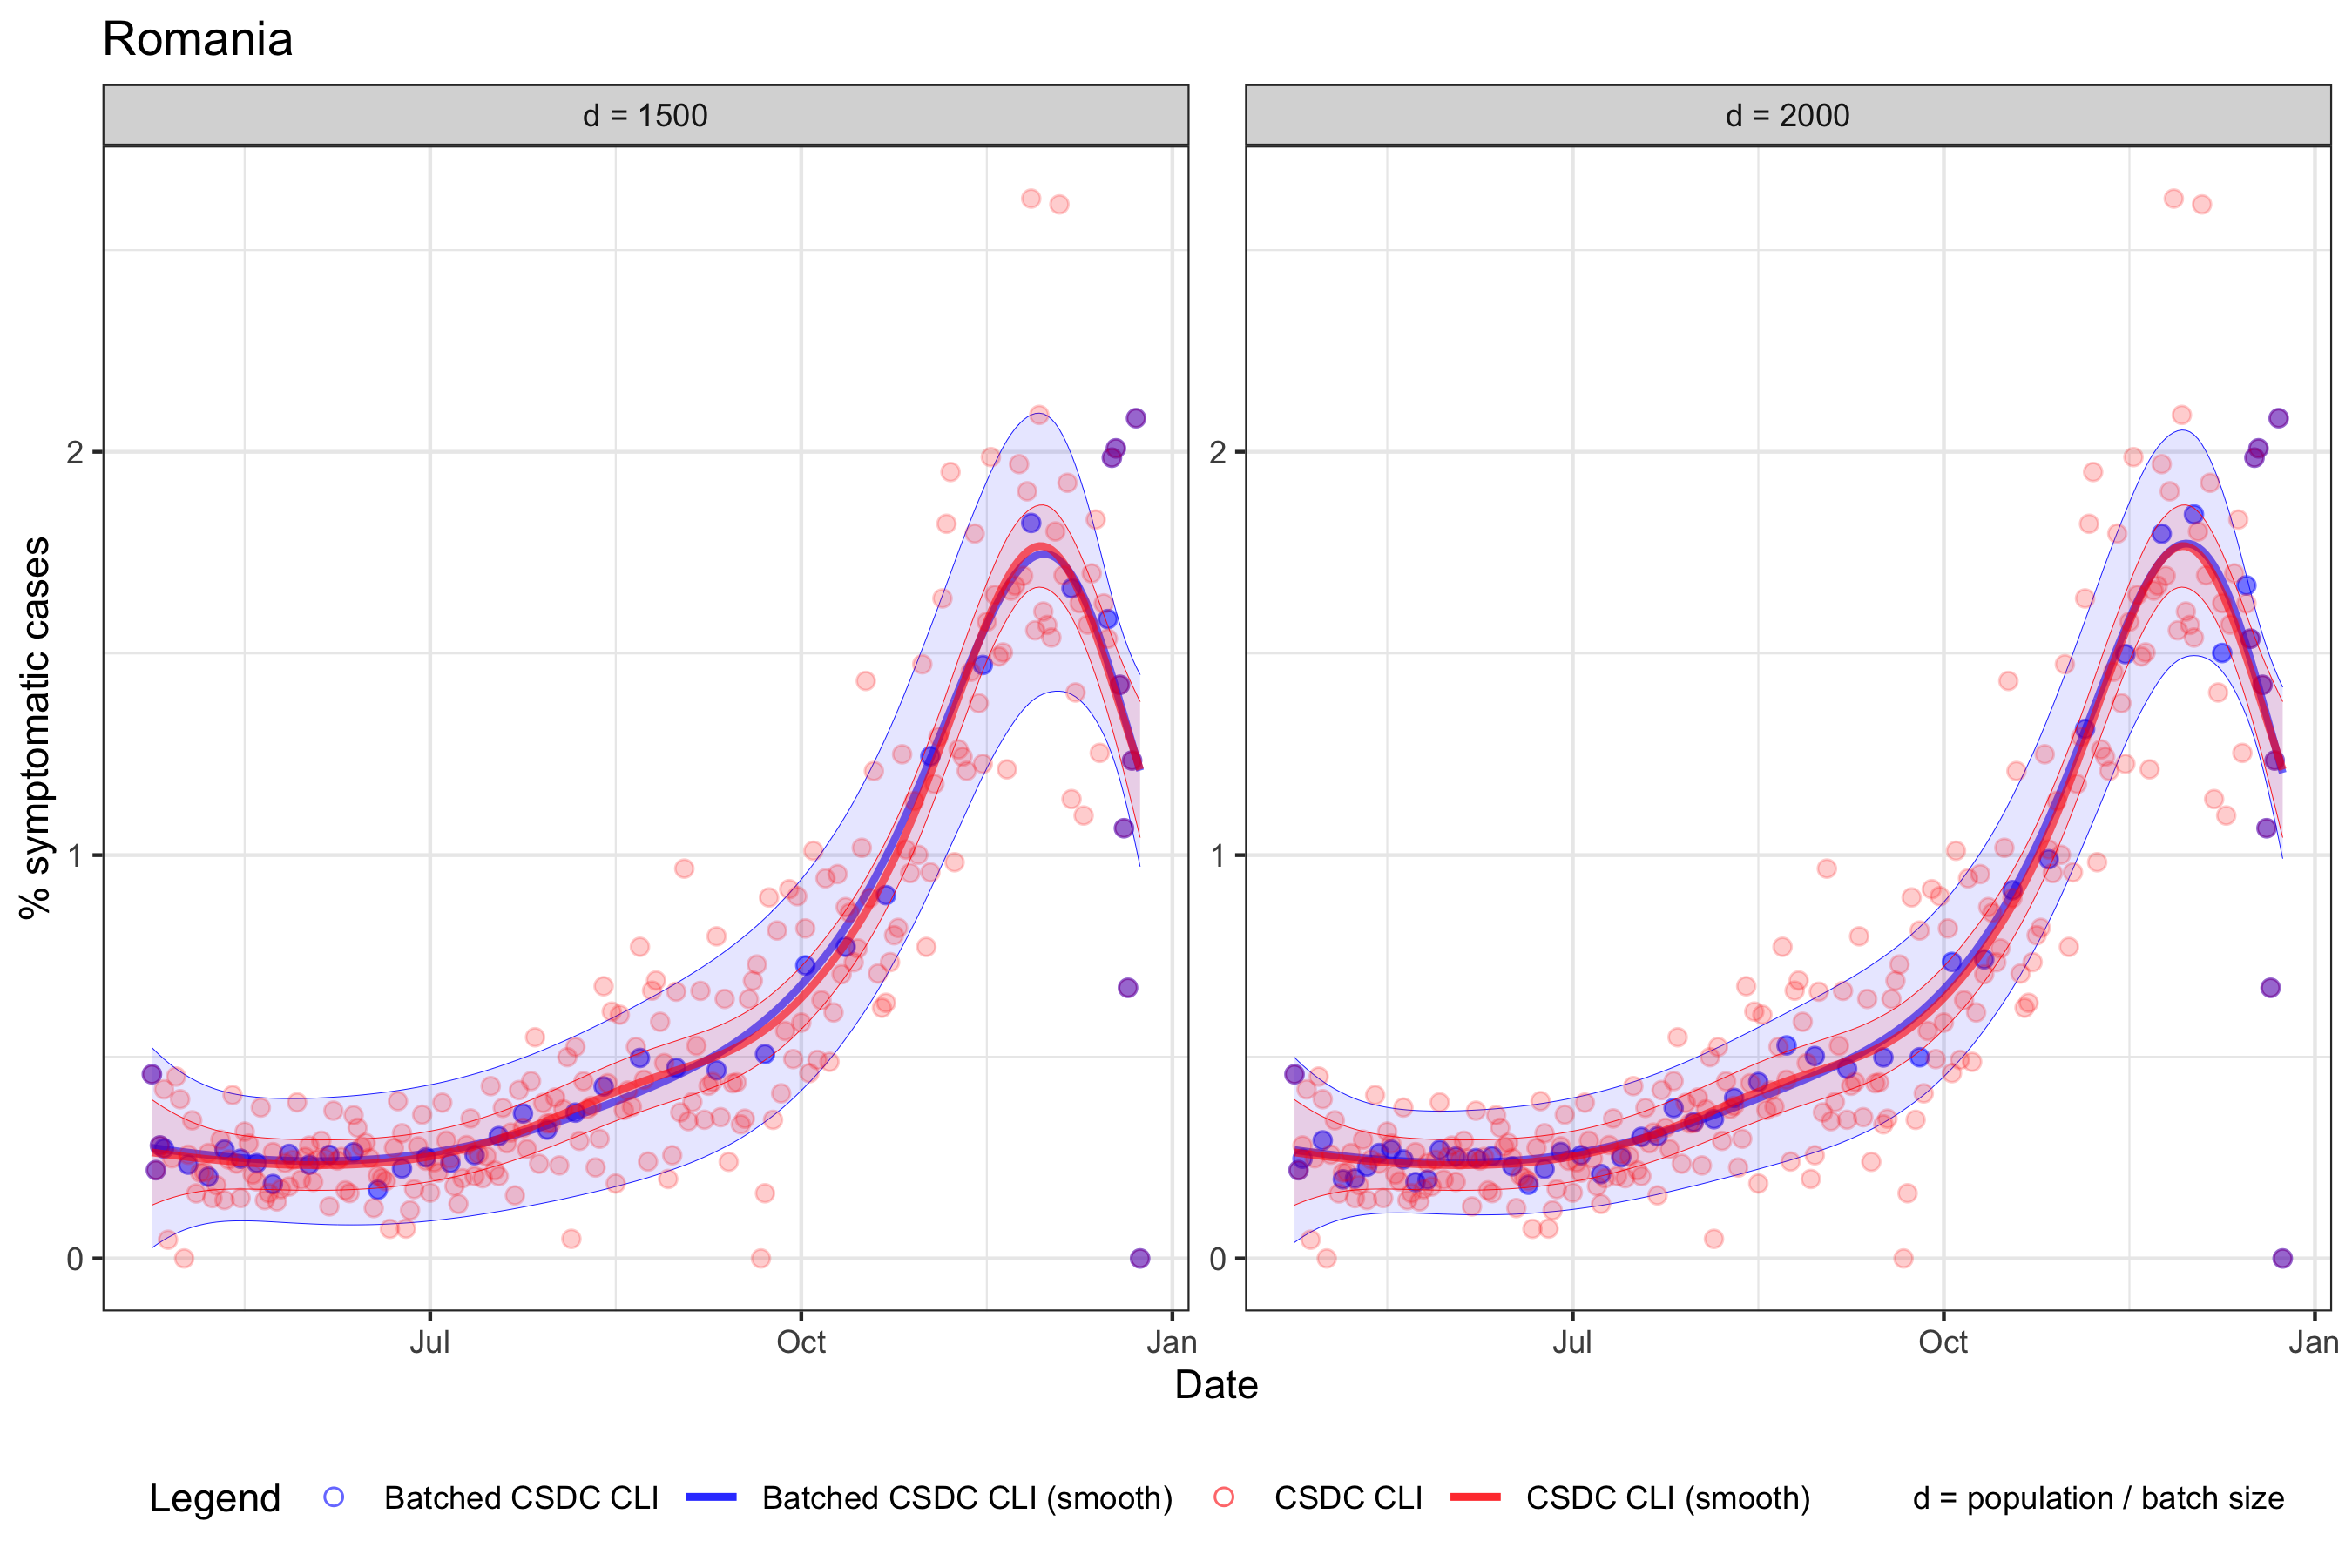 Romania
d = 1500
d = 2000
% symptomatic cases
2
1
0
2
1
0
Jul
Oct
Jan
Jul
Oct
Jan
Date
Legend
Batched CSDC CLI
Batched CSDC CLI (smooth)
CSDC CLI
CSDC CLI (smooth)
d = population / batch size